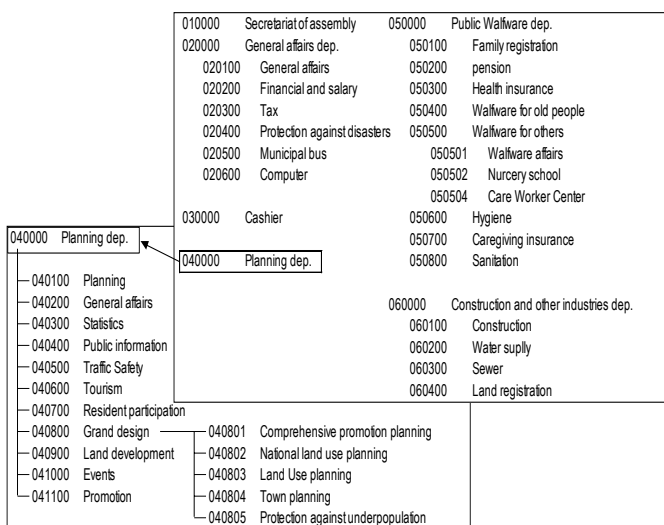 010000 Secretariat of assembly
020000 General affairs dep.
020100 General affairs
020200 Financial and salary
020300 Tax
020400 Protection against disasters
020500 Municipal bus
020600 Computer
030000 Cashier
040000 Planning dep.
050000 Public Walfware dep.
050100 Family registration
050200 pension
050300 Health insurance
050400 Walfware for old people
050500 Walfware for others
050501 Walfware affairs
050502 Nurcery school
050504 Care Worker Center
050600 Hygiene
050700 Caregiving insurance
050800 Sanitation
060000 Construction and other industries dep.
060100 Construction
060200 Water suplly
060300 Sewer
060400 Land registration
040000 Planning dep.
040100 Planning
040200 General affairs
040300 Statistics
040400 Public information
040500 Traffic Safety
040600 Tourism
040700 Resident participation
040800 Grand design
040900 Land development
041000 Events
041100 Promotion
040801 Comprehensive promotion planning
040802 National land use planning
040803 Land Use planning
040804 Town planning
040805 Protection against underpopulation